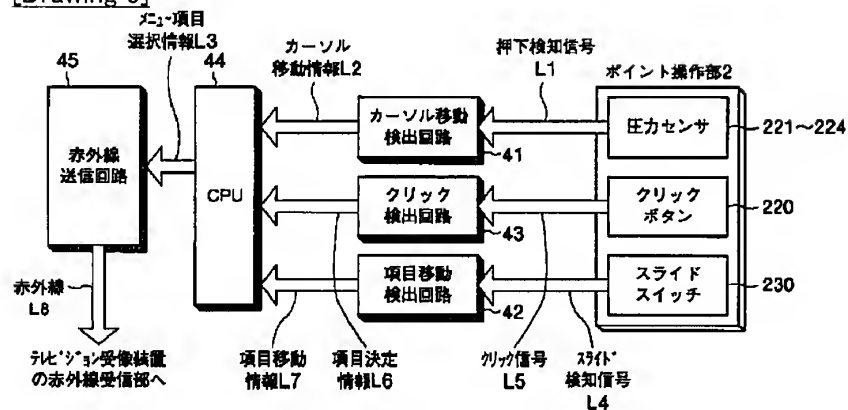 [Drawing 6]
メニュー項目
選択情報L3
45
44
カーソル
移動情報L2
押下検知信号
L1
ポイント操作部2
赤外線
送信回路
CPU
カーソル移動
検出回路
41
圧力センサ
221～224
クリック
検出回路
43
クリック
ボタン
220
項目移動
検出回路
42
スライド
スイッチ
230
赤外線
L8
テレビジョン受像装置
の赤外線受信部へ
項目移動
情報L7
項目決定
情報L6
クリック信号
L5
スライド
検知信号
L4